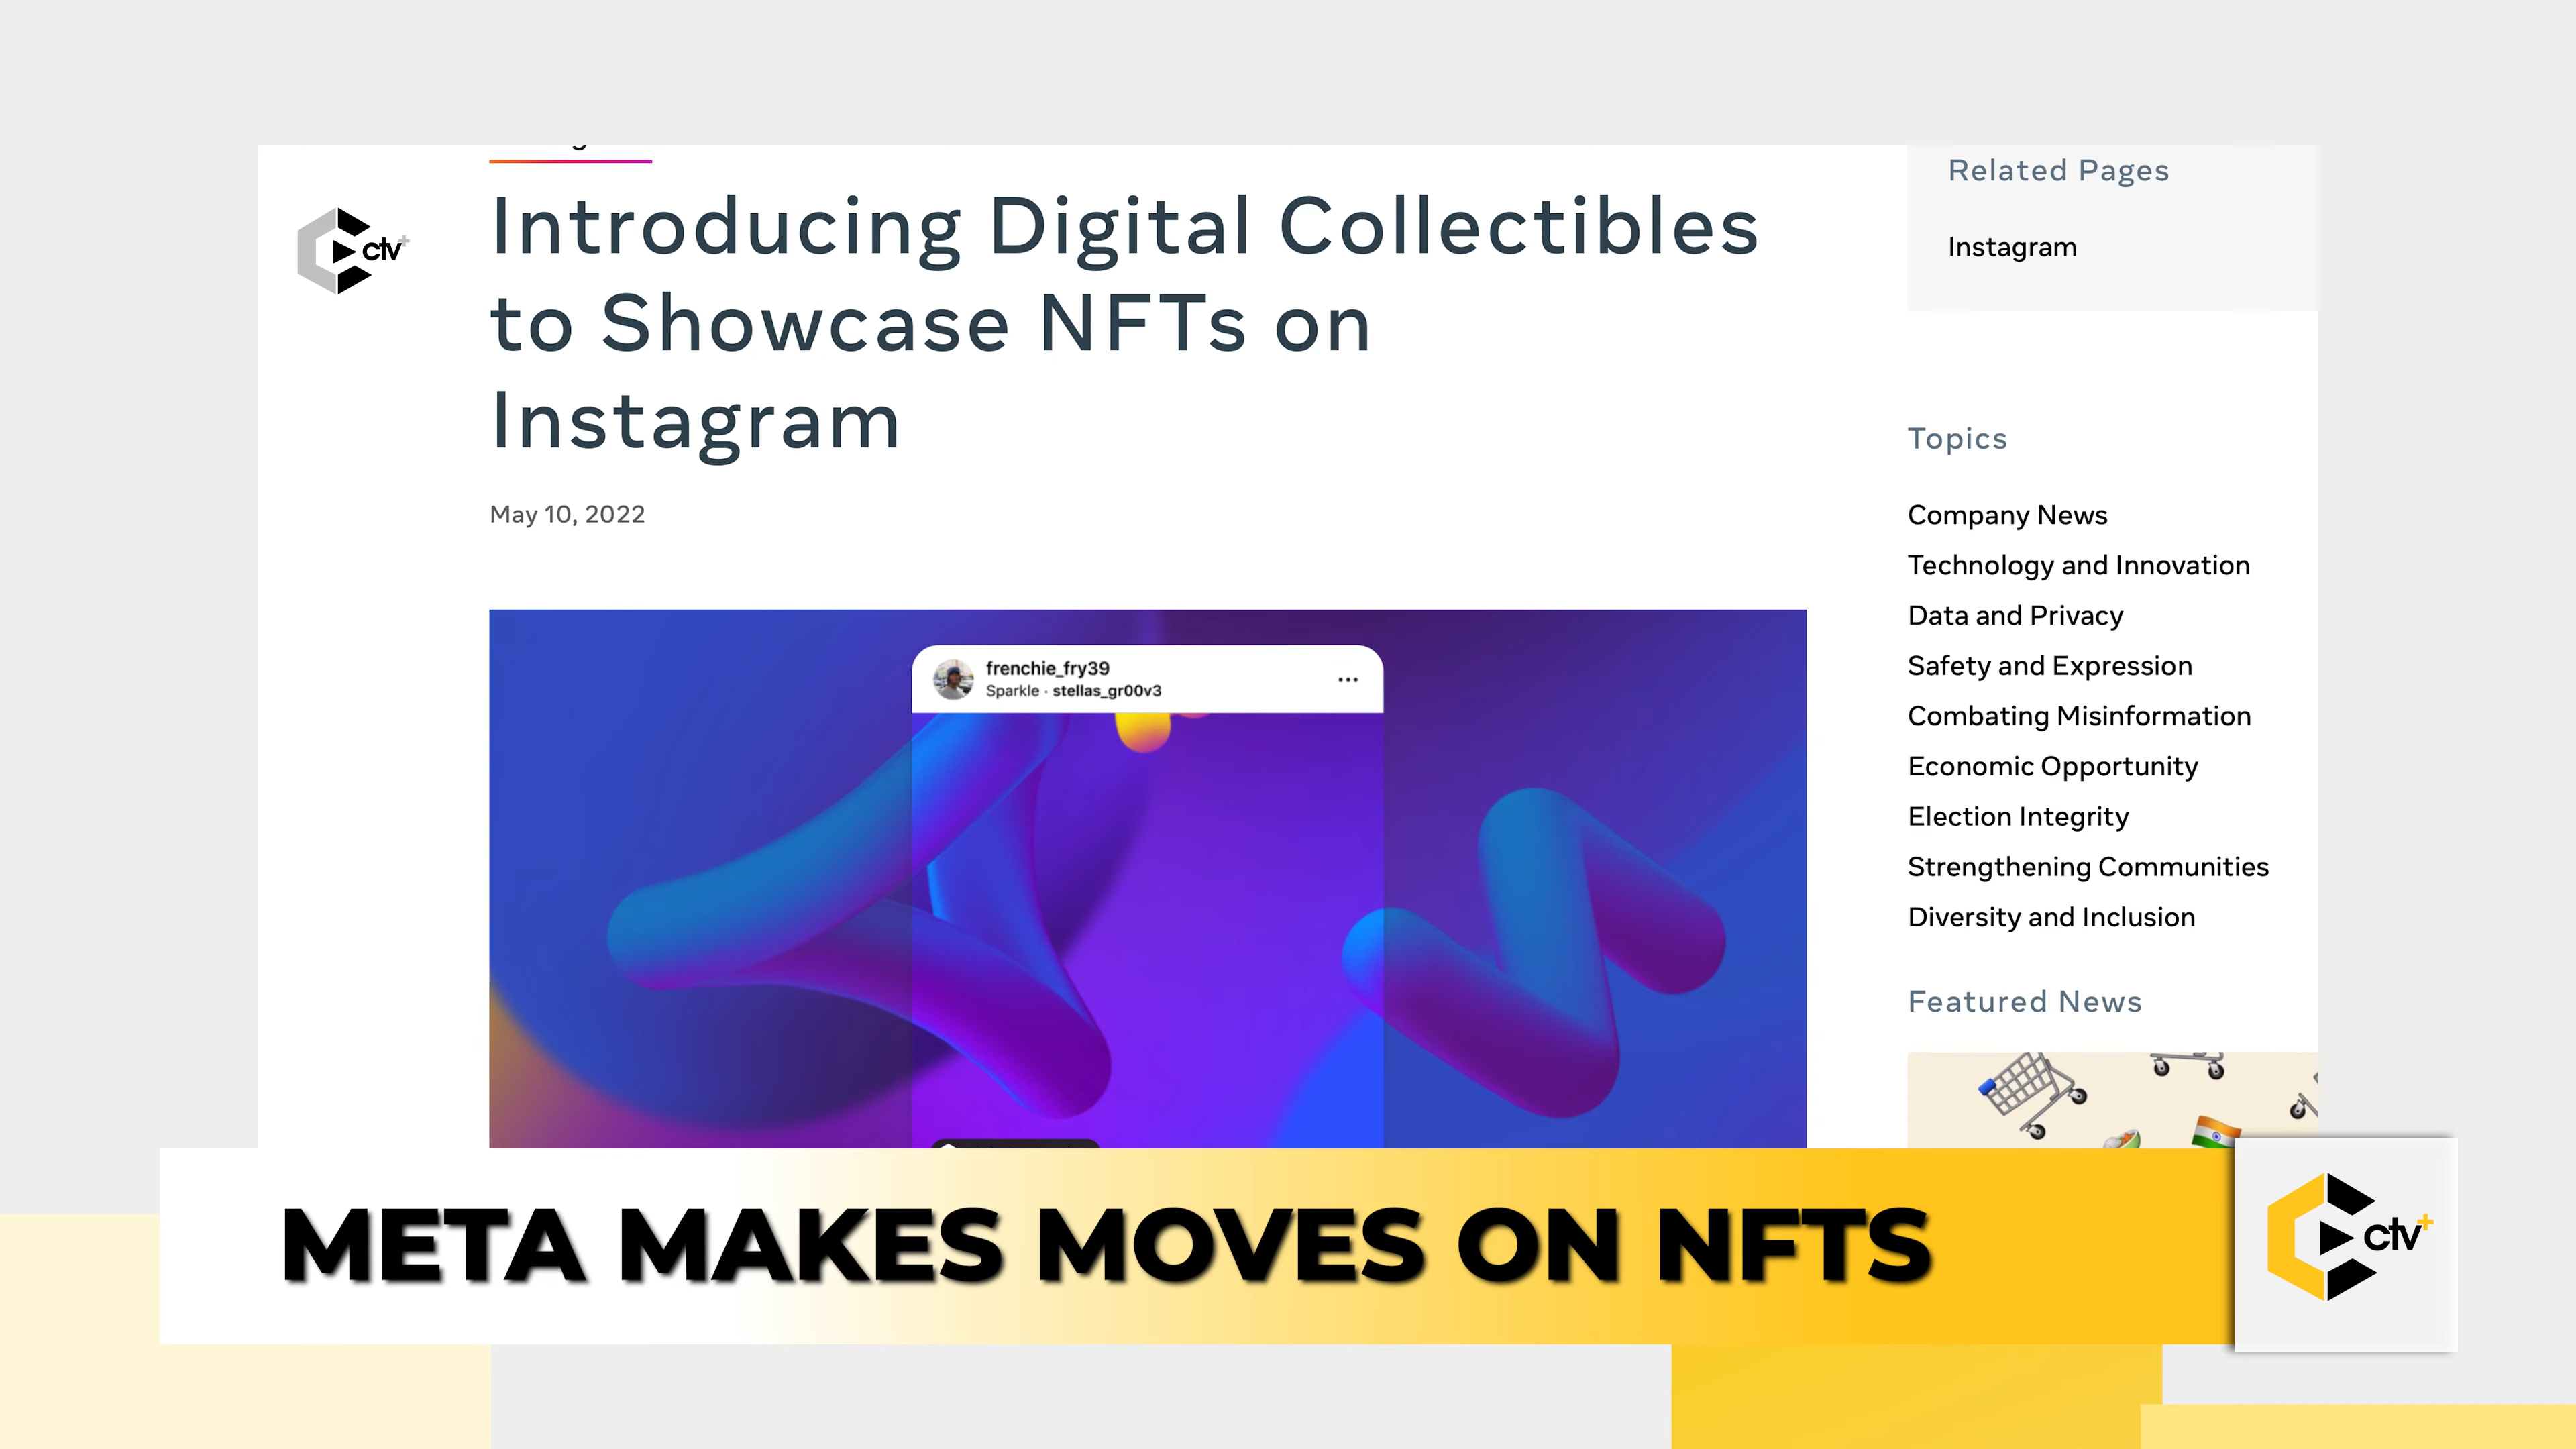 ctv+
Introducing Digital Collectibles
to Showcase NFTs on
Instagram
May 10, 2022
frenchie_fry39
Sparkle · stellas_gr00v3
Related Pages
Instagram
Topics
Company News
Technology and Innovation
Data and Privacy
Safety and Expression
Combating Misinformation
Economic Opportunity
Election Integrity
Strengthening Communities
Diversity and Inclusion
Featured News
META MAKES MOVES ON NFTS
ctv+